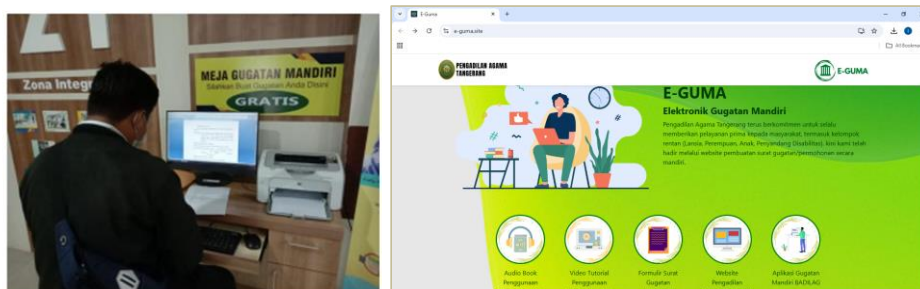 Zona Integ
MEJA GUGATAN MANDIRI
Silahkan Buat Gugatan Anda Disini
GRATIS
E-Guma
e-guma.site
All Bookma
PENGADILAN AGAMA
TANGERANG
E-GUMA
E-GUMA
Elektronik Gugatan Mandiri
Pengadilan Agama Tangerang terus berkomitmen untuk selalu
memberikan pelayanan prima kepada masyarakat, termasuk kelompok
rentan (Lansia, Perempuan, Anak, Penyandang Disabilitas), kini kami telah
hadir melalui website pembuatan surat gugatan/permohonan secara
mandiri.
Audio Book
Penggunaan
Video Tutorial
Penggunaan
Formulir Surat
Gugatan
Website
Pengadilan
Aplikasi Gugatan
Mandiri BADILAG